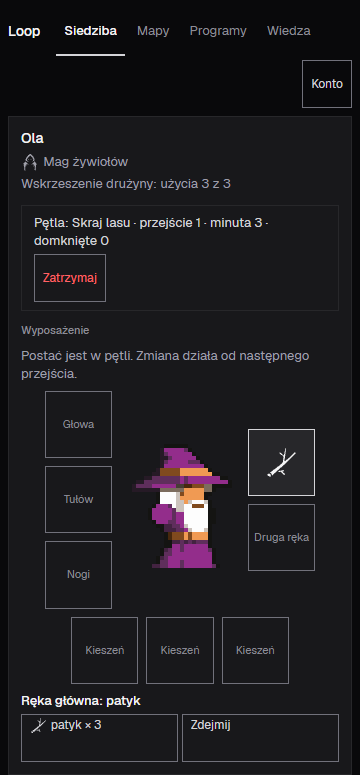 Loop Siedziba Mapy Programy Wiedza
Konto
Ola
Mag żywiołów
Wskrzeszenie drużyny: użycia 3 z 3
Pętla: Skraj lasu · przejście 1 · minuta 3 ·
domknięte 0
Zatrzymaj
Wyposażenie
Postać jest w pętli. Zmiana działa od następnego
przejścia.
Głowa
Tułów
Druga ręka
Nogi
Kieszeń Kieszeń Kieszeń
Ręka główna: patyk
patyk × 3 Zdejmij